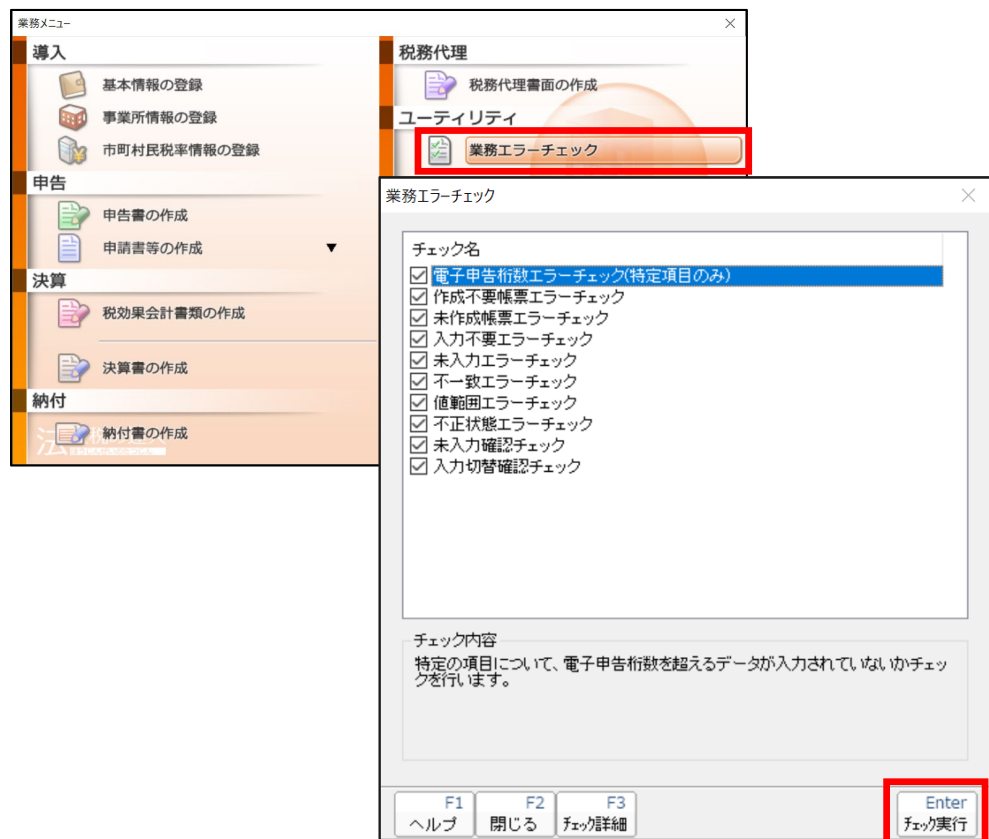 業務メニュー
導入
基本情報の登録
事業所情報の登録
市町村民税率情報の登録
申告
申告書の作成
申請書等の作成 ▼
決算
税効果会計書類の作成
決算書の作成
納付
納付書の作成
税務代理
税務代理書面の作成
ユーティリティ
業務エラーチェック
業務エラーチェック
チェック名
電子申告桁数エラーチェック(特定項目のみ)
作成不要帳票エラーチェック
未作成帳票エラーチェック
入力不要エラーチェック
未入力エラーチェック
不一致エラーチェック
値範囲エラーチェック
不正状態エラーチェック
未入力確認チェック
入力切替確認チェック
チェック内容
特定の項目について、電子申告桁数を超えるデータが入力されていないかチェッ
クを行います。
F1
ヘルプ
F2
閉じる
F3
チェック詳細
Enter
チェック実行